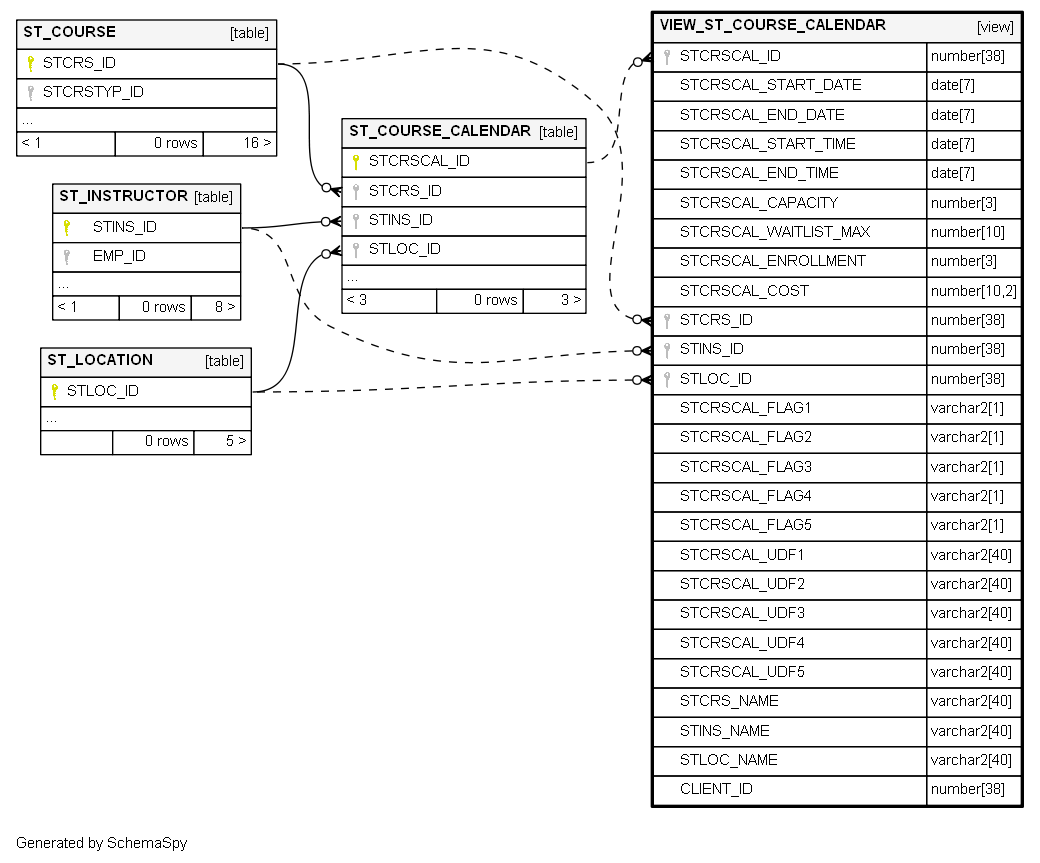 ST_COURSE [table]
STCRS_ID
STCRSTYP_ID
...
< 1 0 rows 16 >
ST_INSTRUCTOR [table]
STINS_ID
EMP_ID
...
< 1 0 rows 8 >
ST_LOCATION [table]
STLOC_ID
...
0 rows 5 >
ST_COURSE_CALENDAR [table]
STCRSCAL_ID
STCRS_ID
STINS_ID
STLOC_ID
...
< 3 0 rows 3 >
VIEW_ST_COURSE_CALENDAR [view]
STCRSCAL_ID number[38]
STCRSCAL_START_DATE date[7]
STCRSCAL_END_DATE date[7]
STCRSCAL_START_TIME date[7]
STCRSCAL_END_TIME date[7]
STCRSCAL_CAPACITY number[3]
STCRSCAL_WAITLIST_MAX number[10]
STCRSCAL_ENROLLMENT number[3]
STCRSCAL_COST number[10,2]
STCRS_ID number[38]
STINS_ID number[38]
STLOC_ID number[38]
STCRSCAL_FLAG1 varchar2[1]
STCRSCAL_FLAG2 varchar2[1]
STCRSCAL_FLAG3 varchar2[1]
STCRSCAL_FLAG4 varchar2[1]
STCRSCAL_FLAG5 varchar2[1]
STCRSCAL_UDF1 varchar2[40]
STCRSCAL_UDF2 varchar2[40]
STCRSCAL_UDF3 varchar2[40]
STCRSCAL_UDF4 varchar2[40]
STCRSCAL_UDF5 varchar2[40]
STCRS_NAME varchar2[40]
STINS_NAME varchar2[40]
STLOC_NAME varchar2[40]
CLIENT_ID number[38]
Generated by SchemaSpy